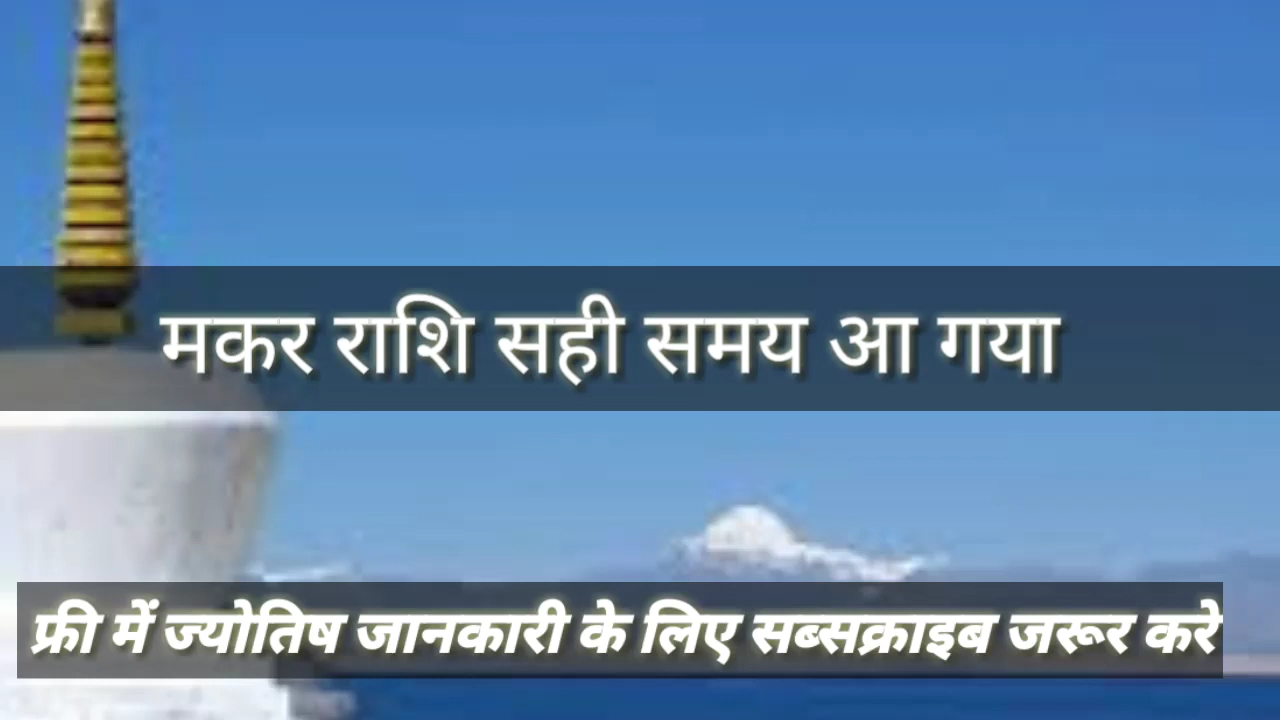 मकर राशि सही समय आ गया
फ्री में ज्योतिष जानकारी के लिए सब्सक्राइब जरूर करे